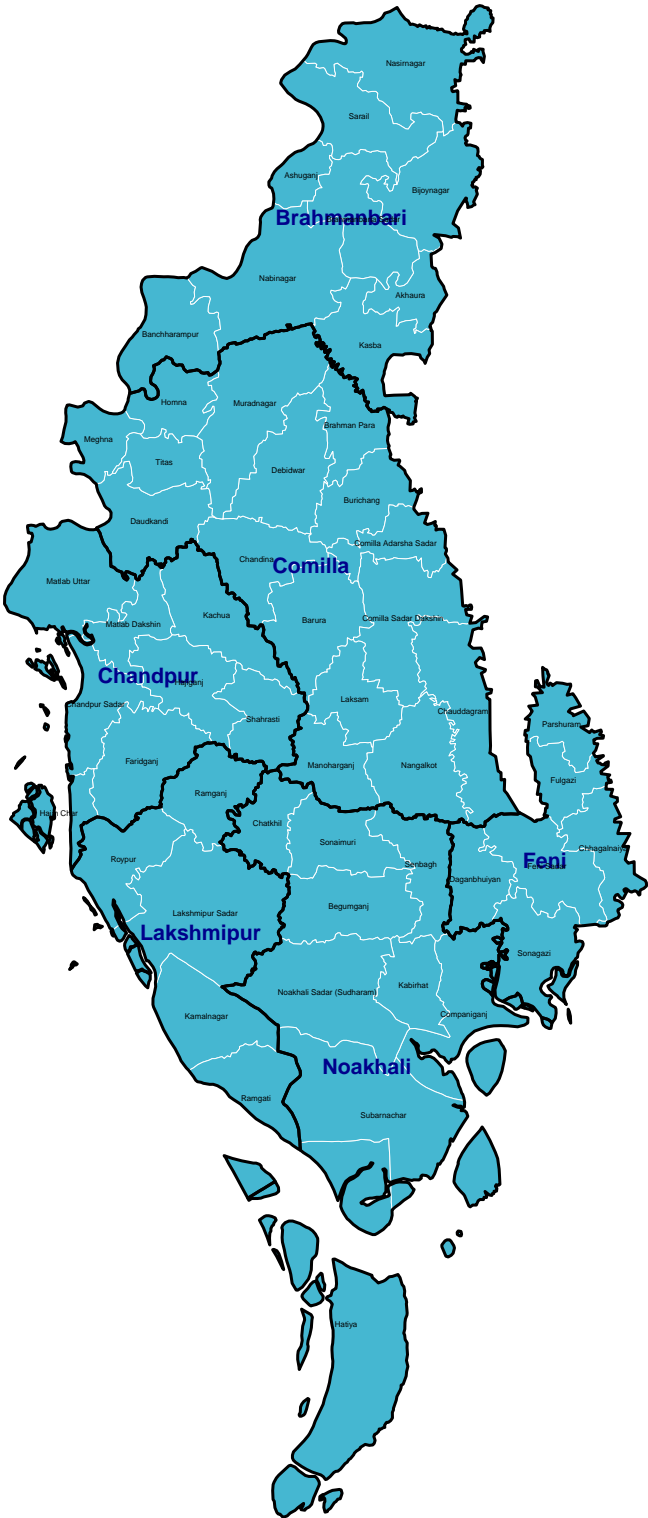 Nasirnagar
Sarail
Ashuganj
Bijoynagar
Brahmanbari
Nabinagar
Akhaura
Banchharampur
Kasba
Homna
Muradnagar
Meghna
Brahman Para
Titas
Debidwar
Burichang
Daudkandi
Comilla Adarsha Sadar
Chandina
Comilla
Matlab Uttar
Kachua
Matlab Dakshin
Barura
Comilla Sadar Dakshin
Chandpur
Laksam
Chandpur Sadar
Chauddagram
Shahrasti
Parshuram
Faridganj
Manoharganj
Nangalkot
Fulgazi
Ramganj
Haim Char
Chatkhil
Sonaimuri
Chhagalnaiya
Roypur
Senbagh
Feni
Daganbhuiyan
Begumganj
Lakshmipur Sadar
Lakshmipur
Sonagazi
Noakhali Sadar (Sudharam)
Kabirhat
Kamalnagar
Companiganj
Noakhali
Ramgati
Subarnachar
Hatiya